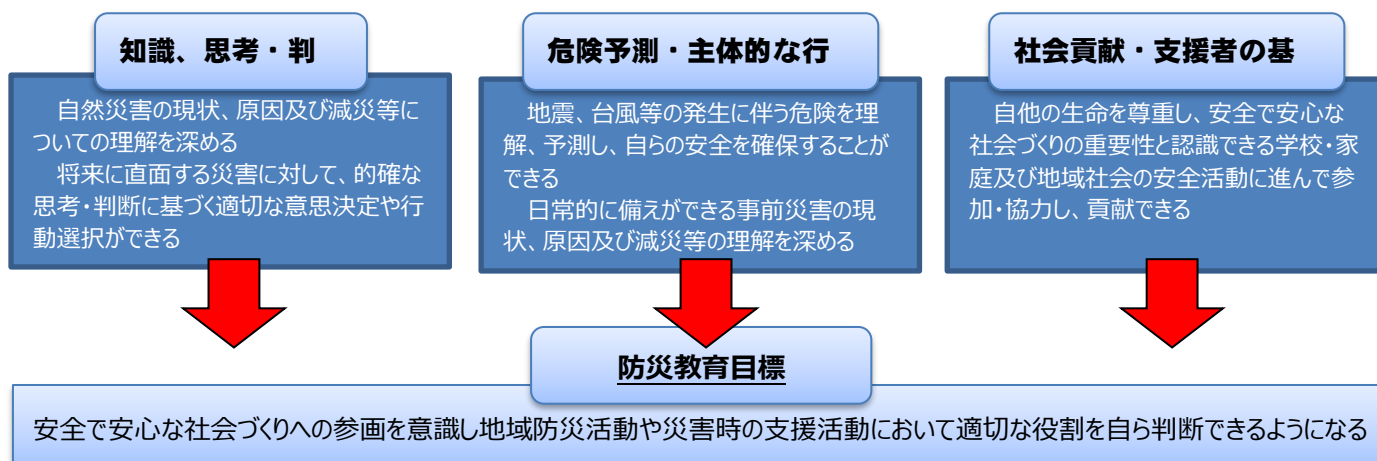 知識、思考・判
自然災害の現状、原因及び減災等に
ついての理解を深める
将来に直面する災害に対して、的確な
思考・判断に基づく適切な意思決定や行
動選択ができる
危険予測・主体的な行
地震、台風等の発生に伴う危険を理
解、予測し、自らの安全を確保することが
できる
日常的に備えができる事前災害の現
状、原因及び減災等の理解を深める
社会貢献・支援者の基
自他の生命を尊重し、安全で安心な
社会づくりの重要性と認識できる学校・家
庭及び地域社会の安全活動に進んで参
加・協力し、貢献できる
防災教育目標
安全で安心な社会づくりへの参画を意識し地域防災活動や災害時の支援活動において適切な役割を自ら判断できるようになる